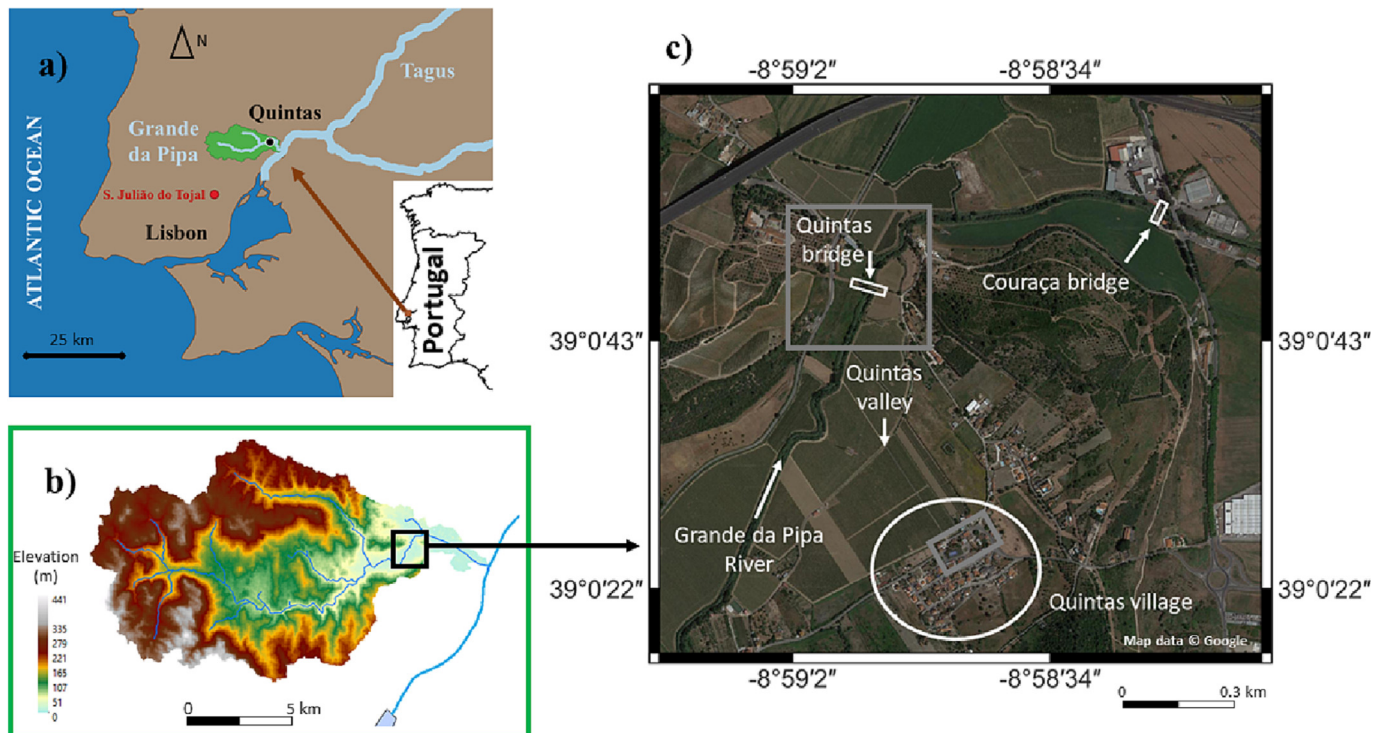 a)
N
Tagus
Quintas
Grande
da Pipa
S. Julião do Tojal
Lisbon
ATLANTIC OCEAN
25 km
Portugal
b)
Elevation
(m)
441
335
279
221
165
107
51
0
0 5 km
c)
-8°59′2″ -8°58′34″
Quintas
bridge
Couraça bridge
39°0′43″ 39°0′43″
Quintas
valley
Grande da Pipa
River
39°0′22″ 39°0′22″
Quintas village
Map data © Google
-8°59′2″ -8°58′34″
0 0.3 km